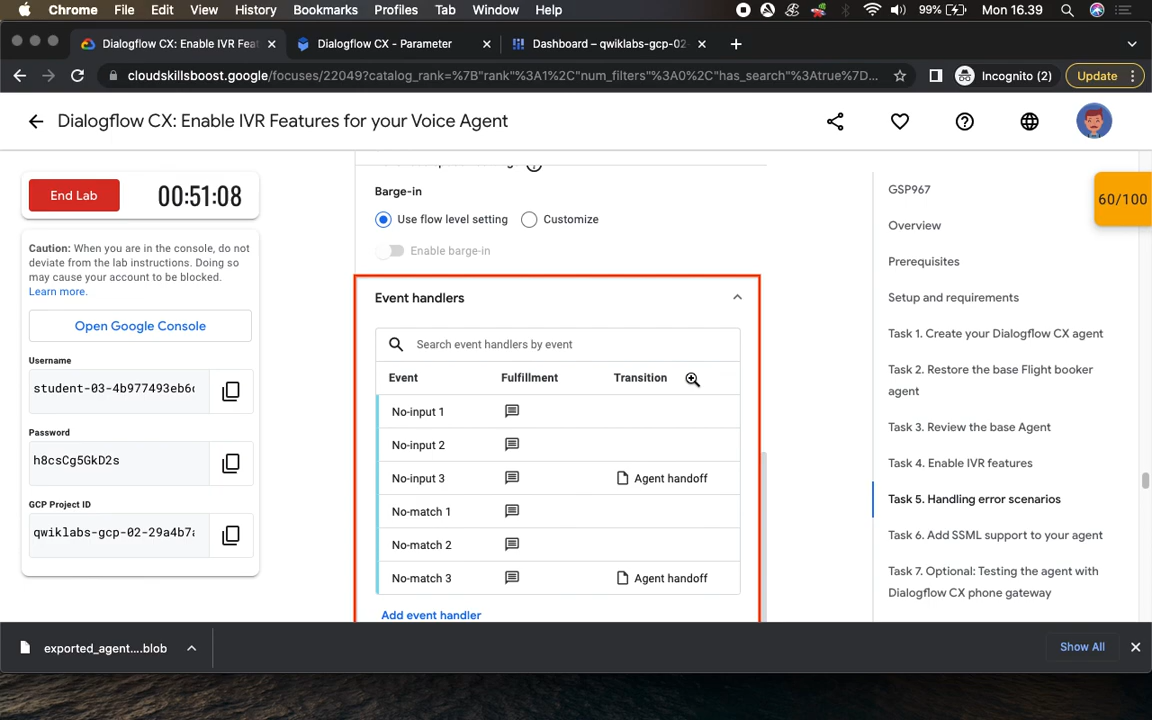 Chrome File Edit View History Bookmarks Profiles Tab Window Help 99% Mon 16.39
Dialogflow CX: Enable IVR Feat
Dialogflow CX - Parameter
Dashboard – qwiklabs-gcp-02-
cloudskillsboost.google/focuses/22049?catalog_rank=%7B"rank"%3A1%2C"num_filters"%3A0%2C"has_search"%3Atrue%7D...
Incognito (2)
Update
Dialogflow CX: Enable IVR Features for your Voice Agent
End Lab
00:51:08
Caution: When you are in the console, do not
deviate from the lab instructions. Doing so
may cause your account to be blocked.
Learn more.
Open Google Console
Username
student-03-4b977493eb6
Password
h8csCg5GkD2s
GCP Project ID
qwiklabs-gcp-02-29a4b7
Barge-in
Use flow level setting
Customize
Enable barge-in
Event handlers
Search event handlers by event
Event Fulfillment Transition
No-input 1
No-input 2
No-input 3 Agent handoff
No-match 1
No-match 2
No-match 3 Agent handoff
Add event handler
GSP967
60/100
Overview
Prerequisites
Setup and requirements
Task 1. Create your Dialogflow CX agent
Task 2. Restore the base Flight booker
agent
Task 3. Review the base Agent
Task 4. Enable IVR features
Task 5. Handling error scenarios
Task 6. Add SSML support to your agent
Task 7. Optional: Testing the agent with
Dialogflow CX phone gateway
exported_agent....blob
Show All